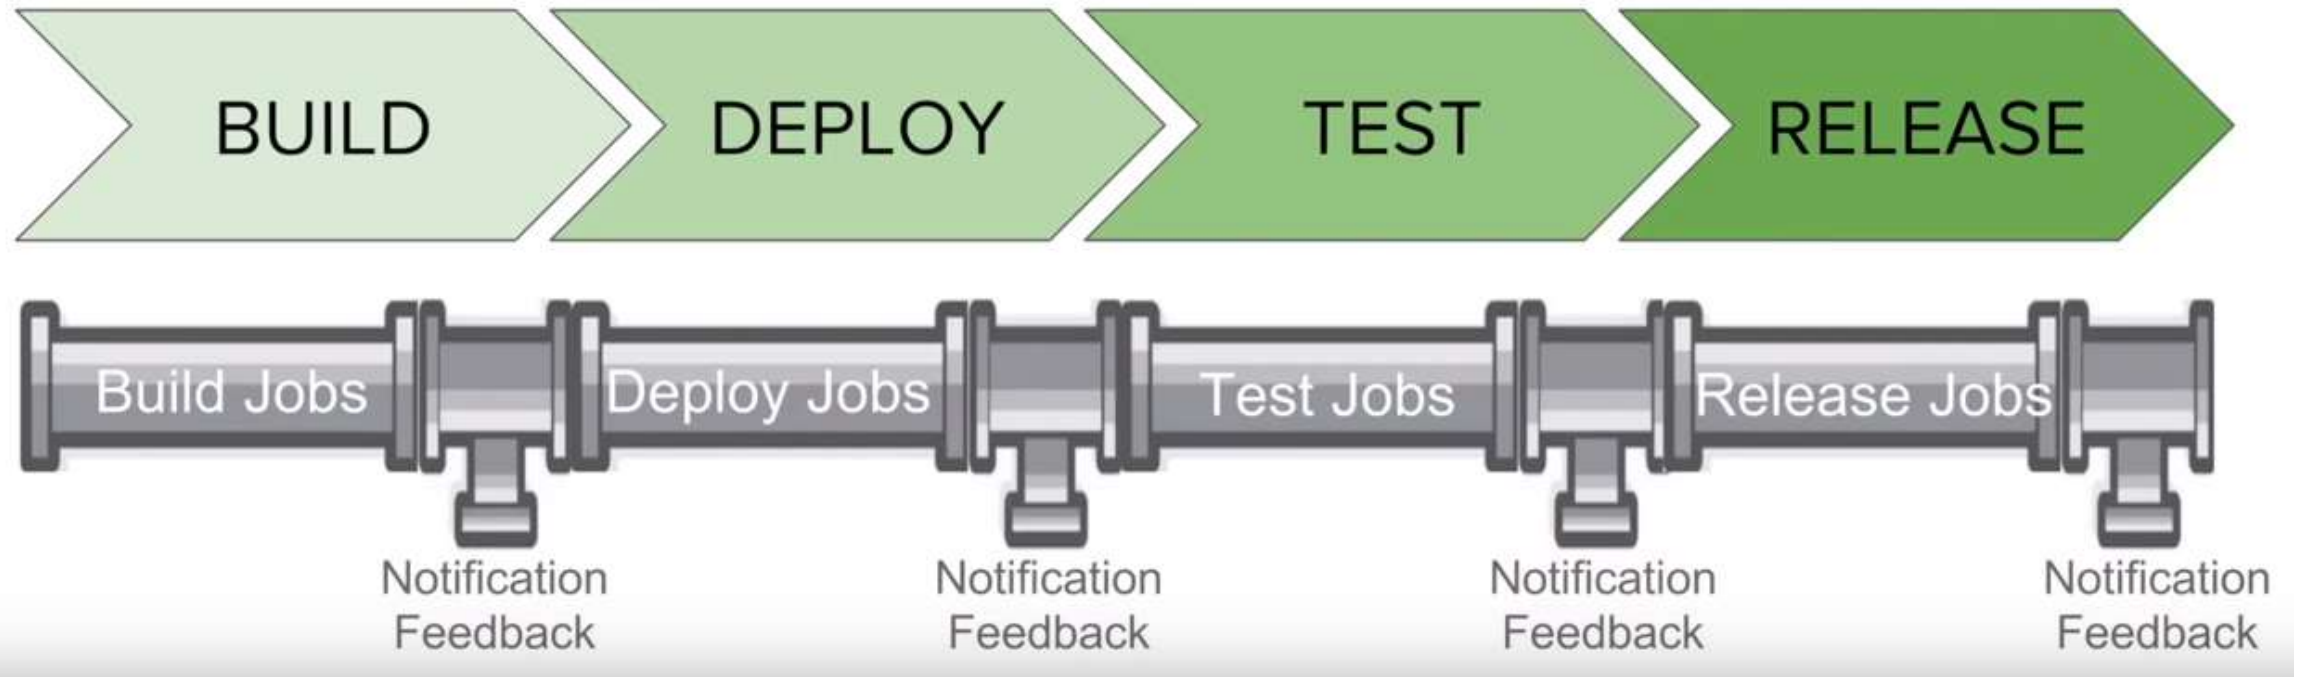 BUILD
DEPLOY
TEST
RELEASE
Build Jobs
Deploy Jobs
Test Jobs
Release Jobs
Notification
Feedback
Notification
Feedback
Notification
Feedback
Notification
Feedback